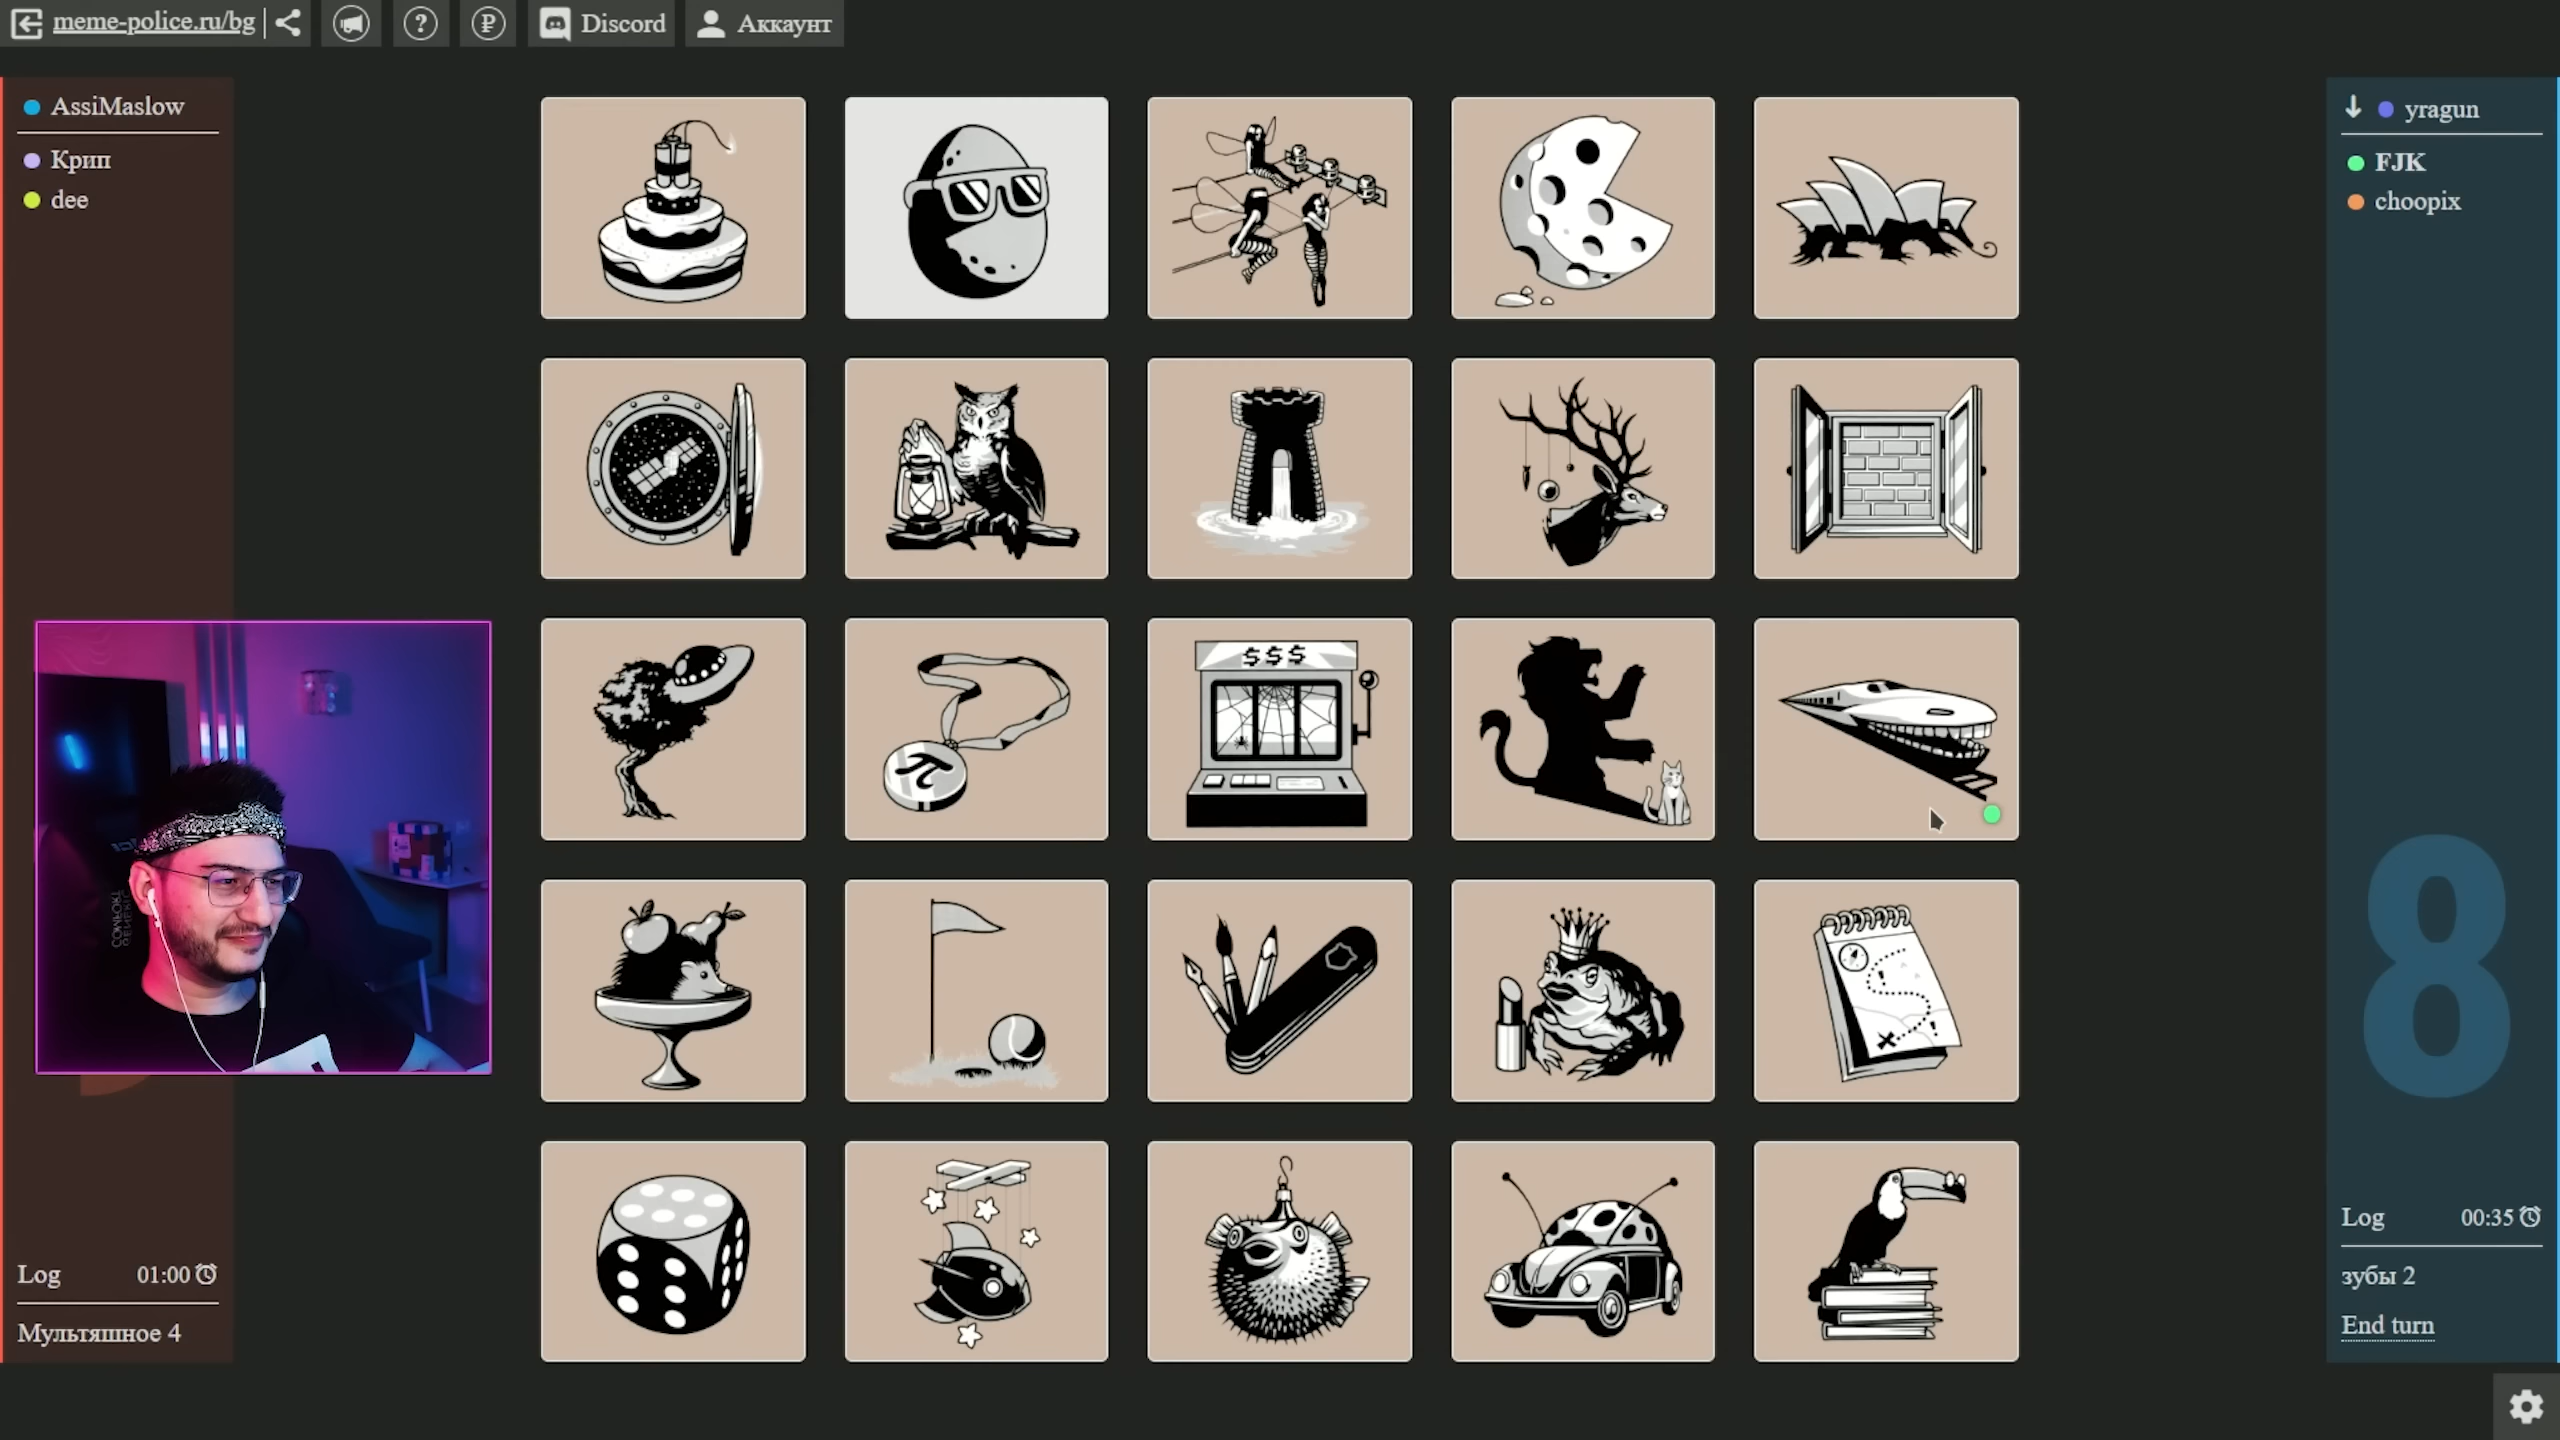 meme-police.ru/bg
Discord
Аккаунт
AssiMaslow
Крип
dee
yragun
FJK
choopix
$$$
π
8
Log 01:00
Мультяшное 4
Log 00:35
зубы 2
End turn